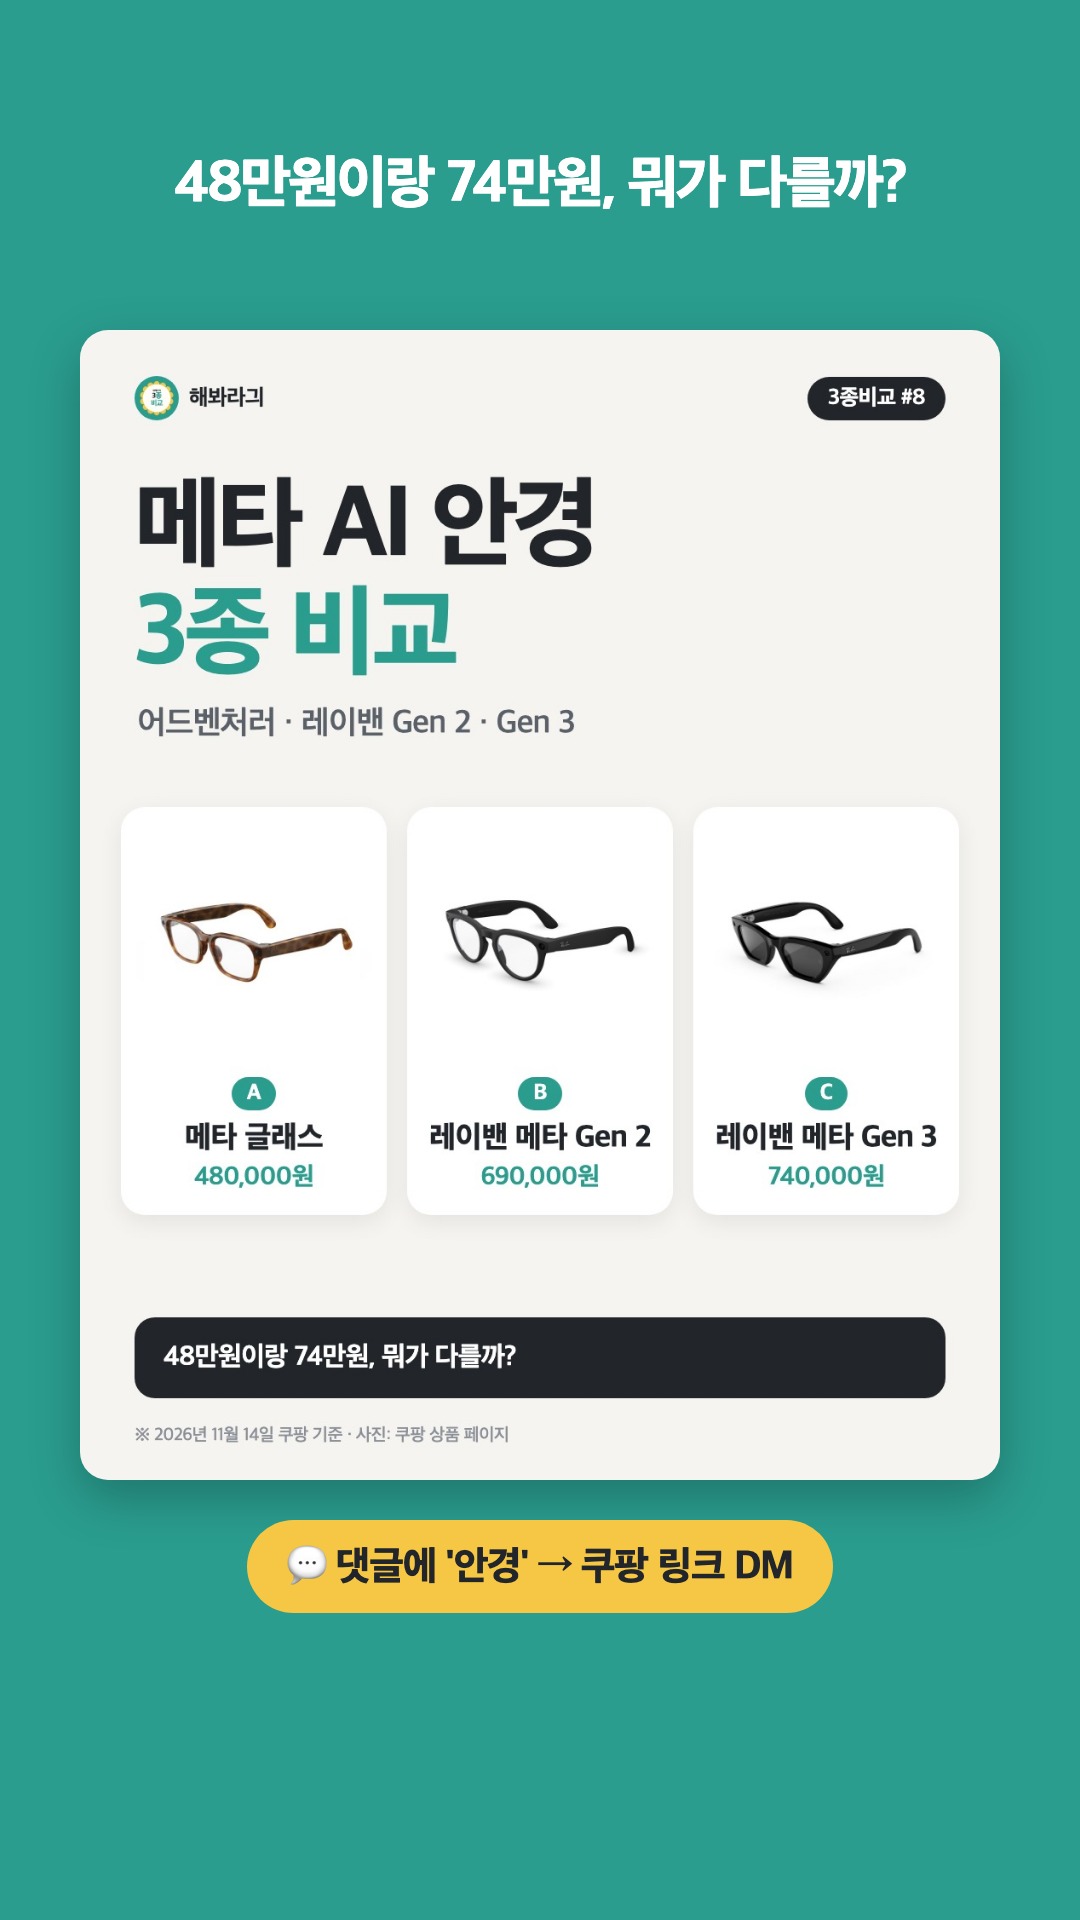 48만원이랑 74만원, 뭐가 다를까?
3종
비교
해봐라긔
3종비교 #8
메타 AI 안경
3종 비교
어드벤처러 · 레이밴 Gen 2 · Gen 3
A
메타 글래스
480,000원
B
레이밴 메타 Gen 2
690,000원
C
레이밴 메타 Gen 3
740,000원
48만원이랑 74만원, 뭐가 다를까?
※ 2026년 11월 14일 쿠팡 기준 · 사진: 쿠팡 상품 페이지
💬 댓글에 '안경' → 쿠팡 링크 DM